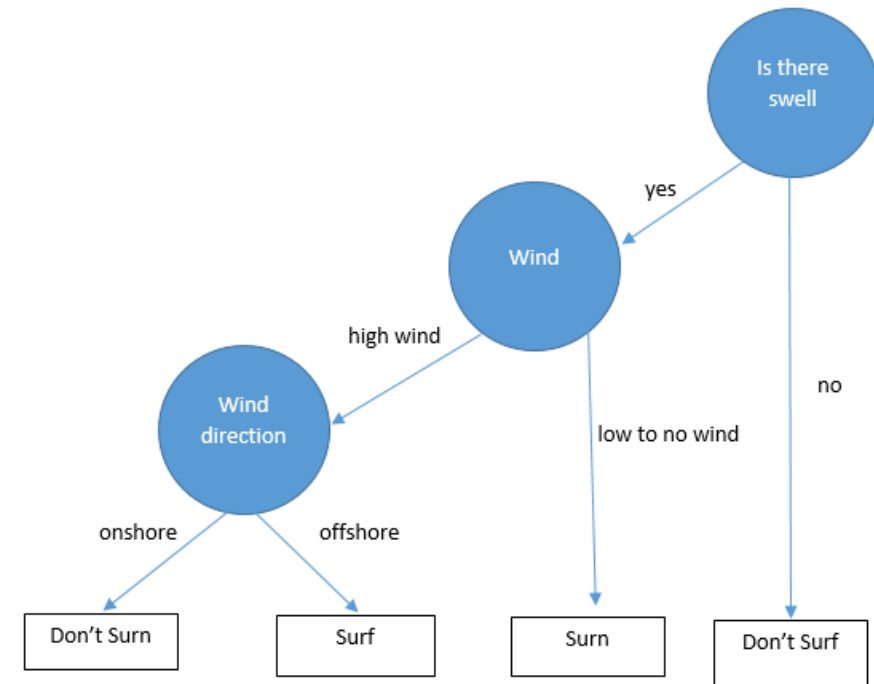 Is there
swell
yes
Wind
high wind
no
Wind
direction
low to no wind
onshore
offshore
Don’t Surn
Surf
Surn
Don’t Surf